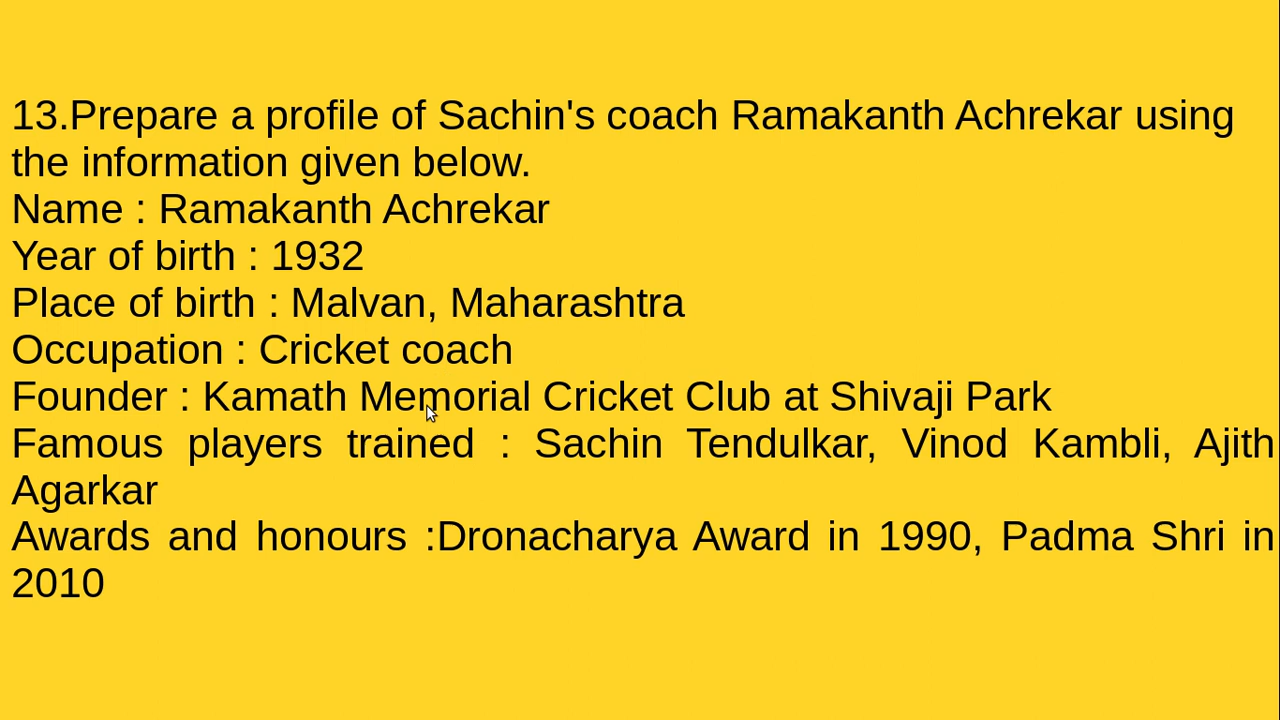 13.Prepare a profile of Sachin's coach Ramakanth Achrekar using
the information given below.
Name : Ramakanth Achrekar
Year of birth : 1932
Place of birth : Malvan, Maharashtra
Occupation : Cricket coach
Founder : Kamath Memorial Cricket Club at Shivaji Park
Famous players trained : Sachin Tendulkar, Vinod Kambli, Ajith
Agarkar
Awards and honours :Dronacharya Award in 1990, Padma Shri in
2010